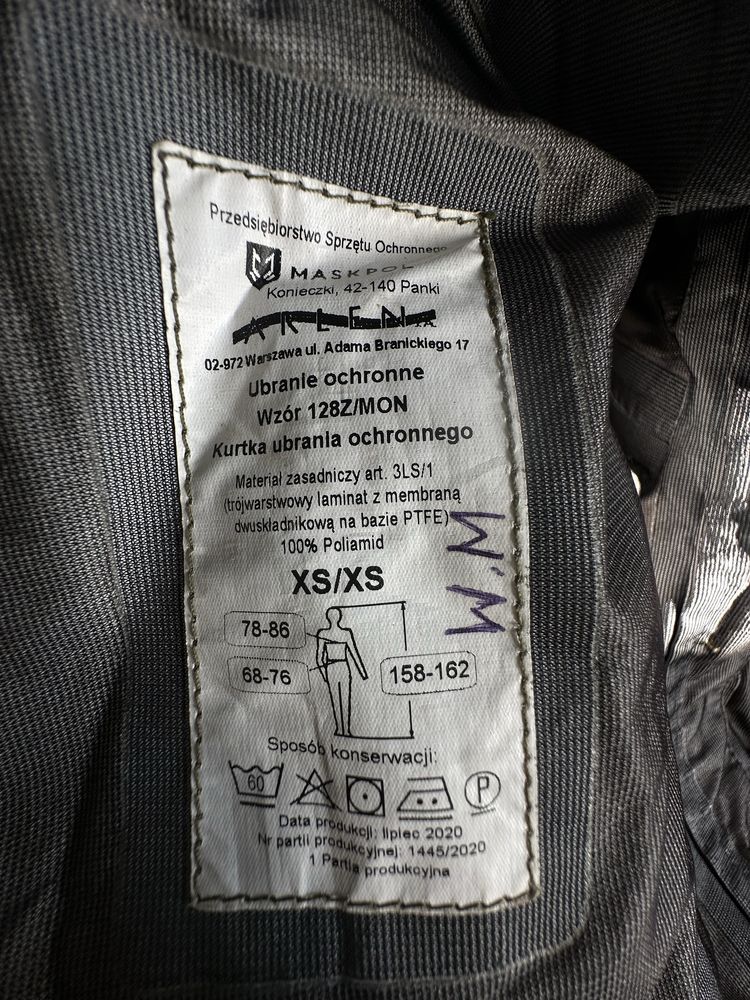 Przedsiębiorstwo Sprzętu Ochronnego
MASKPOL
Konieczki, 42-140 Panki
ARLEN S.A.
02-972 Warszawa ul. Adama Branickiego 17
Ubranie ochronne
Wzór 128Z/MON
Kurtka ubrania ochronnego
Materiał zasadniczy art. 3LS/1
(trójwarstwowy laminat z membraną
dwuskładnikową na bazie PTFE)
100% Poliamid
XS/XS
78-86
68-76
158-162
W.M
Sposób konserwacji:
60
P
Data produkcji: lipiec 2020
Nr partii produkcyjnej: 1445/2020
1 Partia produkcyjna